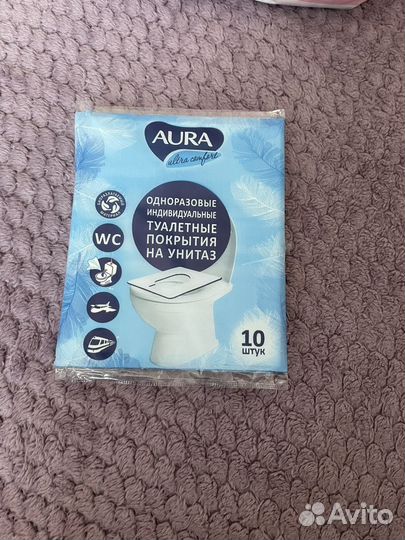 AURA
ultra comfort
ОДНОРАЗОВЫЕ
ИНДИВИДУАЛЬНЫЕ
ТУАЛЕТНЫЕ
ПОКРЫТИЯ
НА УНИТАЗ
WC
10
штук
Avito